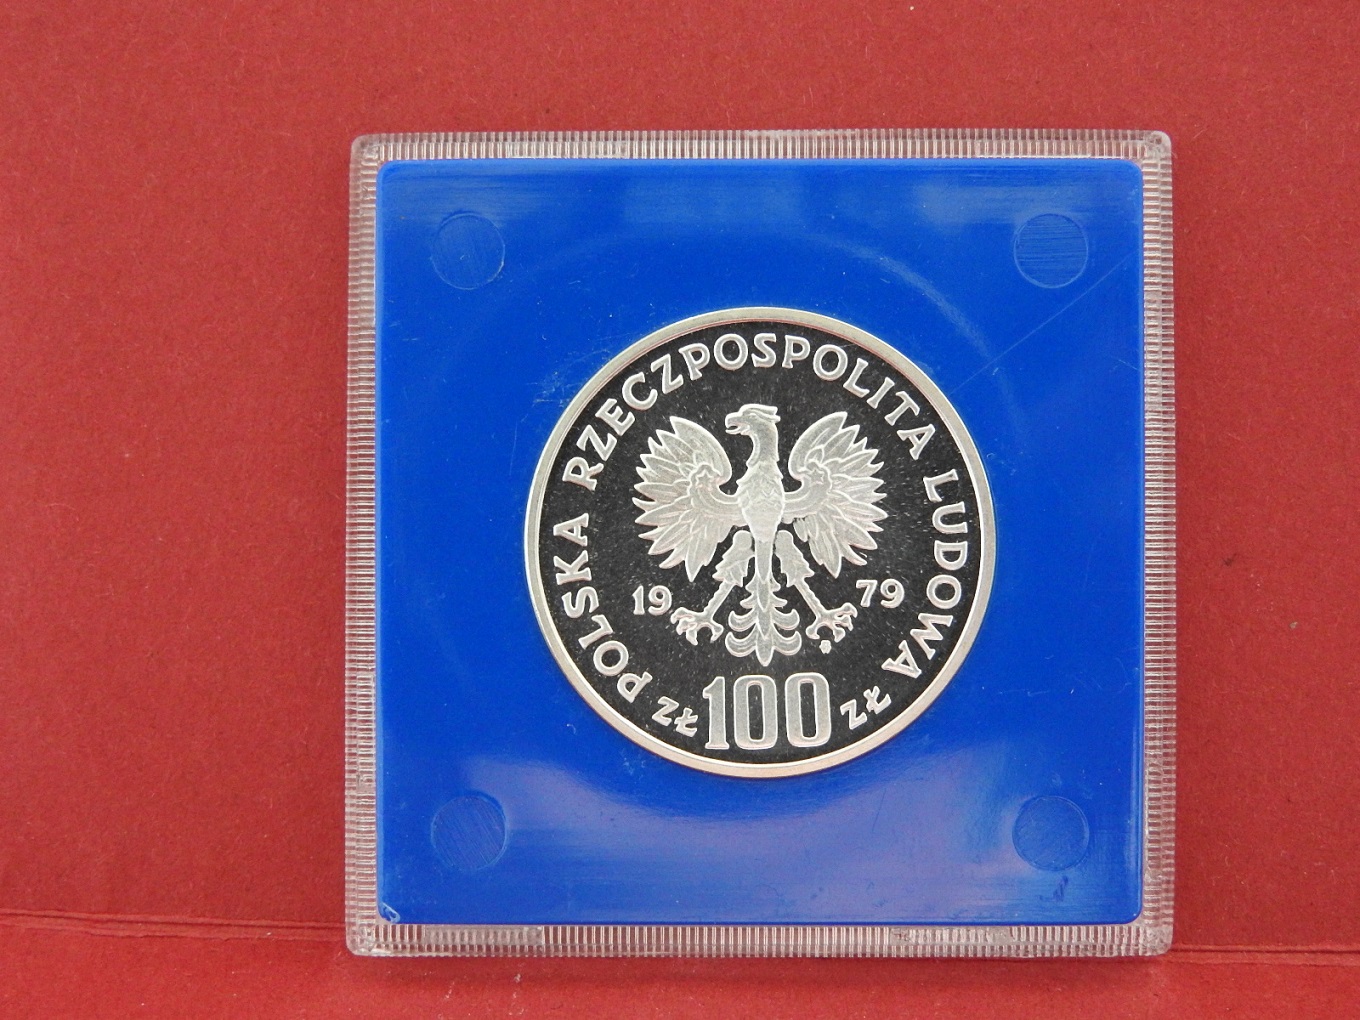 POLSKA RZECZPOSPOLITA LUDOWA
19 79
ZŁ 100 ZŁ